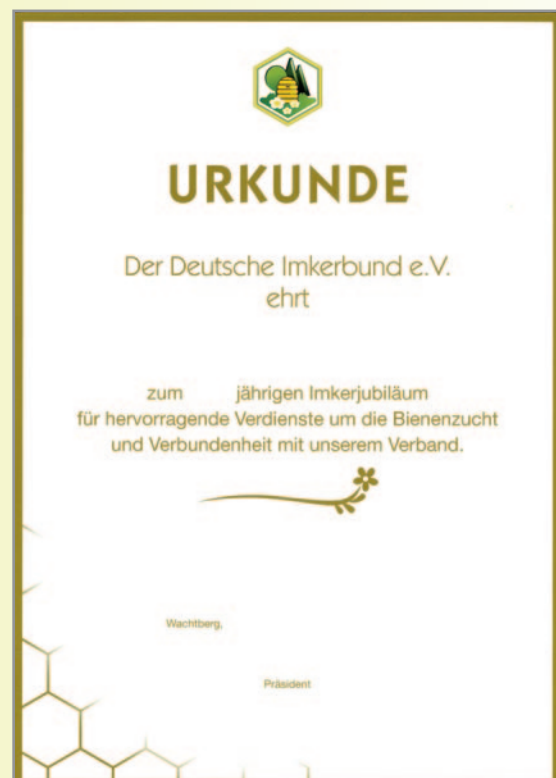 URKUNDE
Der Deutsche Imkerbund e.V.
ehrt
zum jährigen Imkerjubiläum
für hervorragende Verdienste um die Bienenzucht
und Verbundenheit mit unserem Verband.
Wachtberg,
Präsident